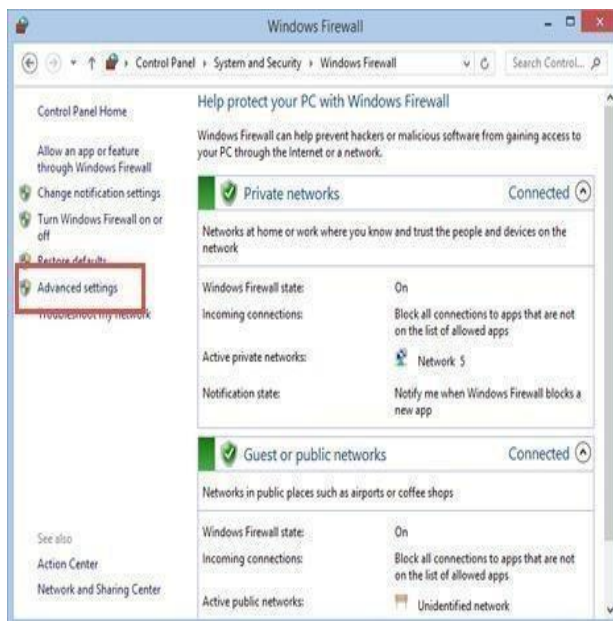 Windows Firewall
Control Panel › System and Security › Windows Firewall
Search Control...
Control Panel Home
Allow an app or feature
through Windows Firewall
Change notification settings
Turn Windows Firewall on or
off
Restore defaults
Advanced settings
Troubleshoot my network
See also
Action Center
Network and Sharing Center
Help protect your PC with Windows Firewall
Windows Firewall can help prevent hackers or malicious software from gaining access to
your PC through the Internet or a network.
Private networks Connected
Networks at home or work where you know and trust the people and devices on the
network
Windows Firewall state: On
Incoming connections: Block all connections to apps that are not
on the list of allowed apps
Active private networks: Network 5
Notification state: Notify me when Windows Firewall blocks a
new app
Guest or public networks Connected
Networks in public places such as airports or coffee shops
Windows Firewall state: On
Incoming connections: Block all connections to apps that are not
on the list of allowed apps
Active public networks: Unidentified network